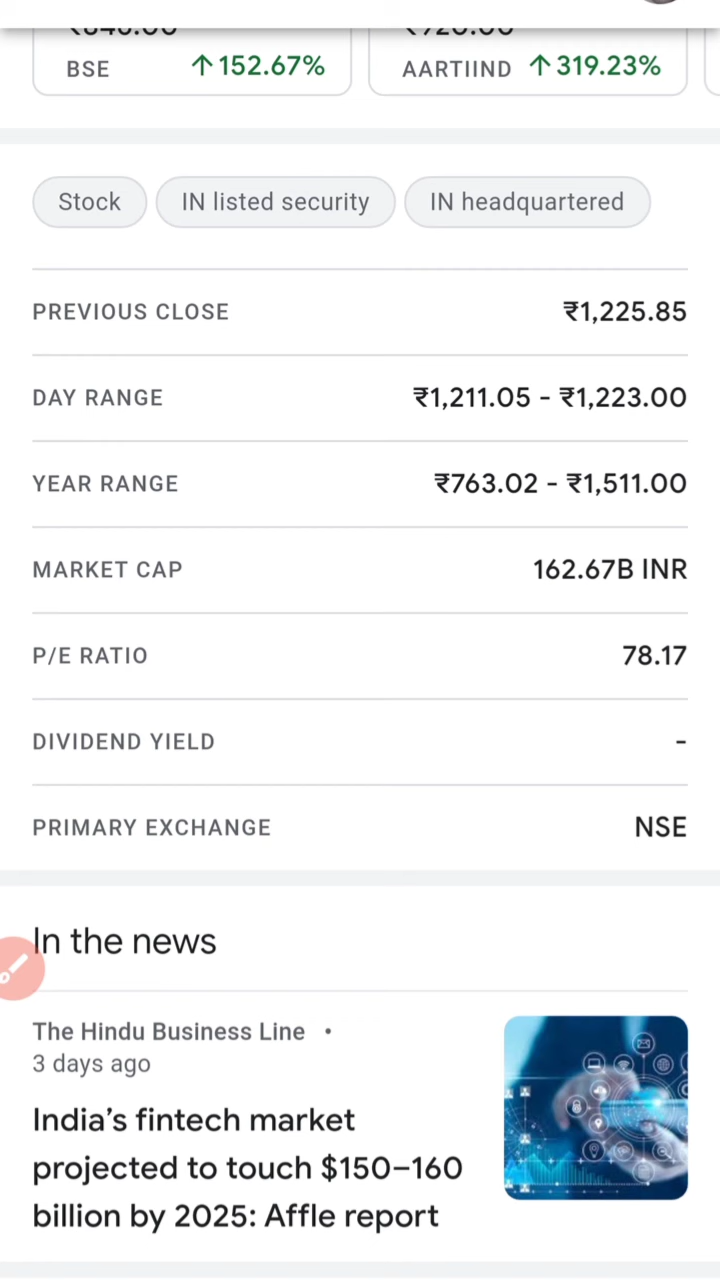 BSE ↑152.67% AARTIIND ↑319.23%
Stock IN listed security IN headquartered
PREVIOUS CLOSE ₹1,225.85
DAY RANGE ₹1,211.05 - ₹1,223.00
YEAR RANGE ₹763.02 - ₹1,511.00
MARKET CAP 162.67B INR
P/E RATIO 78.17
DIVIDEND YIELD -
PRIMARY EXCHANGE NSE
In the news
The Hindu Business Line •
3 days ago
India’s fintech market
projected to touch $150–160
billion by 2025: Affle report